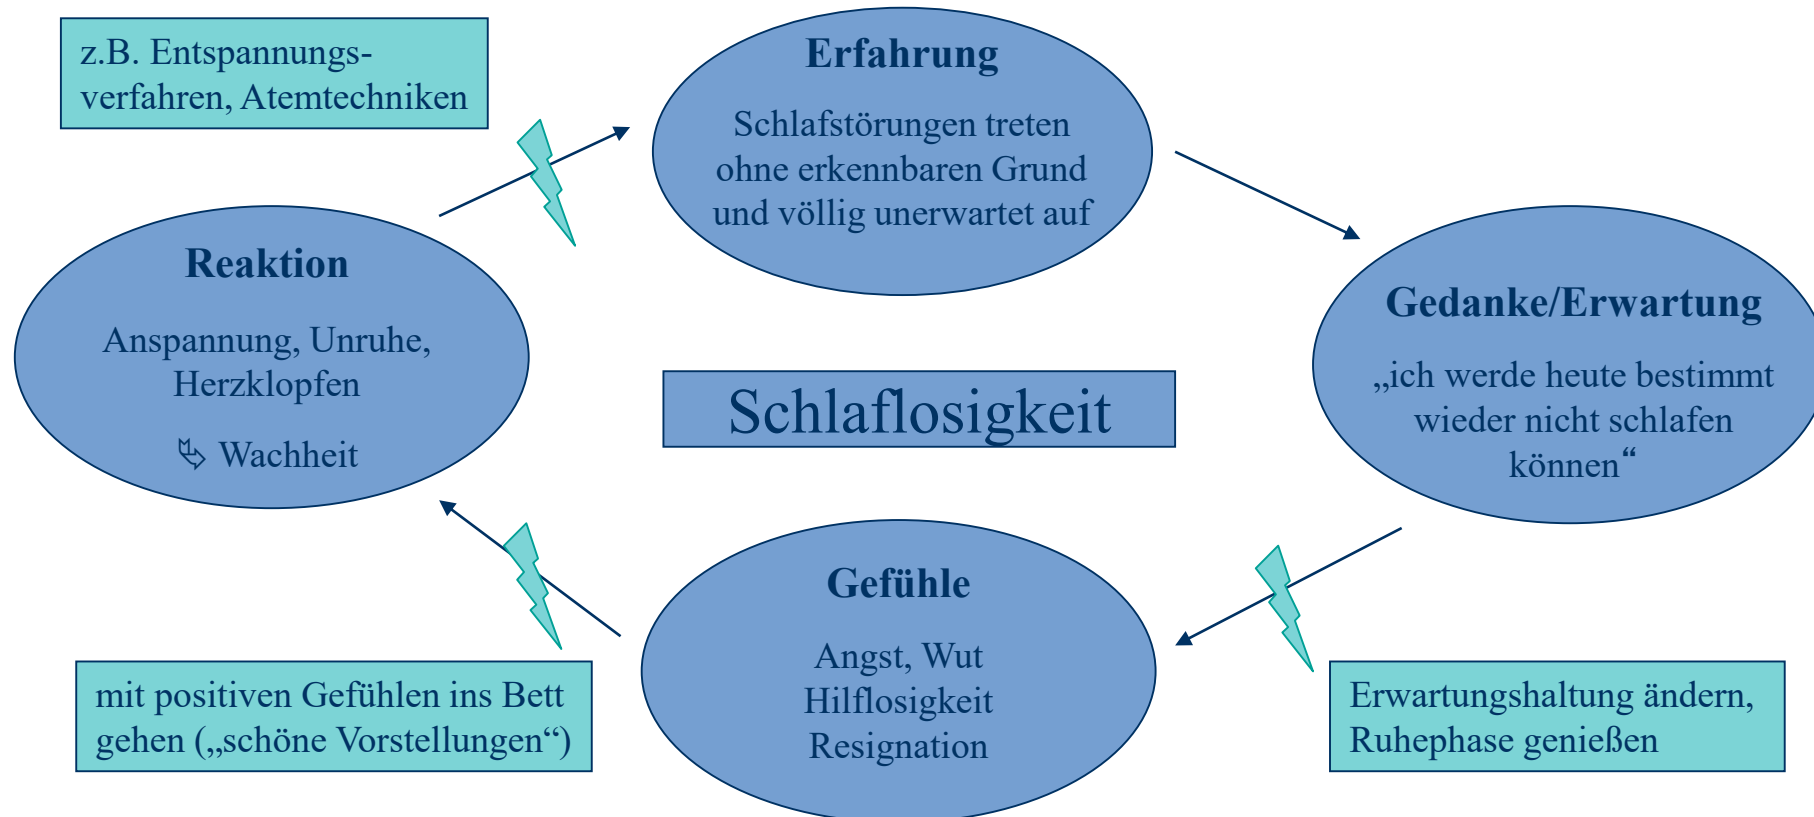 z.B. Entspannungs-
verfahren, Atemtechniken
Erfahrung
Schlafstörungen treten
ohne erkennbaren Grund
und völlig unerwartet auf
Reaktion
Anspannung, Unruhe,
Herzklopfen
⮱ Wachheit
Gedanke/Erwartung
„ich werde heute bestimmt
wieder nicht schlafen
können“
Schlaflosigkeit
Gefühle
Angst, Wut
Hilflosigkeit
Resignation
mit positiven Gefühlen ins Bett
gehen („schöne Vorstellungen“)
Erwartungshaltung ändern,
Ruhephase genießen